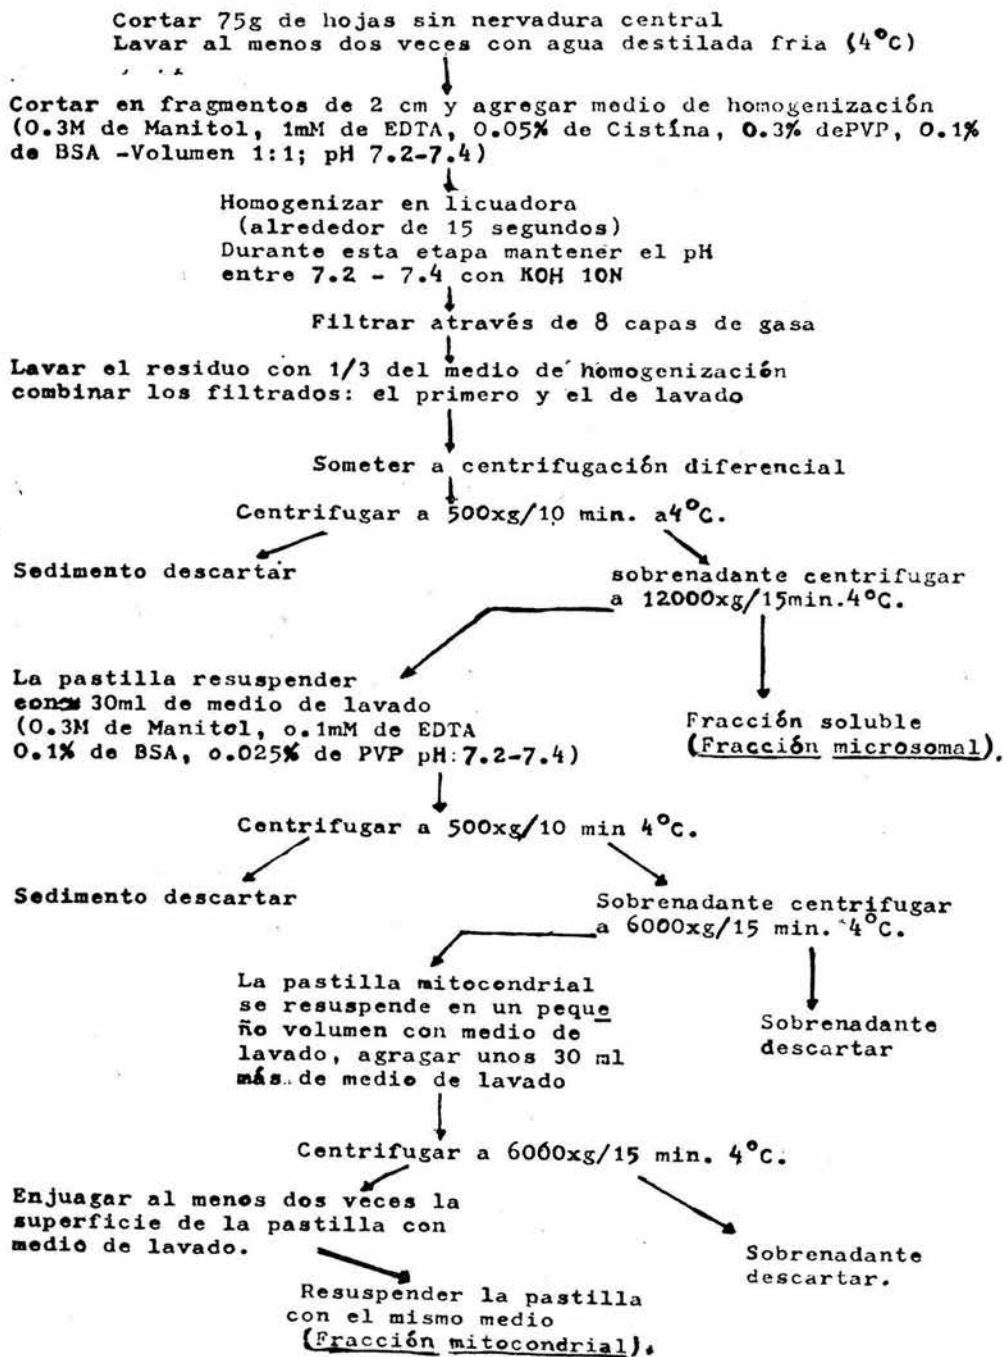 Cortar 75g de hojas sin nervadura central
Lavar al menos dos veces con agua destilada fria (4°C)
Cortar en fragmentos de 2 cm y agregar medio de homogenización
(0.3M de Manitol, 1mM de EDTA, 0.05% de Cistína, 0.3% dePVP, 0.1%
de BSA -Volumen 1:1; pH 7.2-7.4)
Homogenizar en licuadora
(alrededor de 15 segundos)
Durante esta etapa mantener el pH
entre 7.2 - 7.4 con KOH 10N
Filtrar através de 8 capas de gasa
Lavar el residuo con 1/3 del medio de homogenización
combinar los filtrados: el primero y el de lavado
Someter a centrifugación diferencial
Centrifugar a 500xg/10 min. a4°C.
Sedimento descartar
sobrenadante centrifugar
a 12000xg/15min.4°C.
La pastilla resuspender
con 30ml de medio de lavado
(0.3M de Manitol, o.1mM de EDTA
0.1% de BSA, o.025% de PVP pH:7.2-7.4)
Fracción soluble
(Fracción microsomal).
Centrifugar a 500xg/10 min 4°C.
Sedimento descartar
Sobrenadante centrifugar
a 6000xg/15 min. 4°C.
La pastilla mitocondrial
se resuspende en un peque
ño volumen con medio de
lavado, agragar unos 30 ml
más de medio de lavado
Sobrenadante
descartar
Centrifugar a 6000xg/15 min. 4°C.
Enjuagar al menos dos veces la
superficie de la pastilla con
medio de lavado.
Sobrenadante
descartar.
Resuspender la pastilla
con el mismo medio
(Fracción mitocondrial).